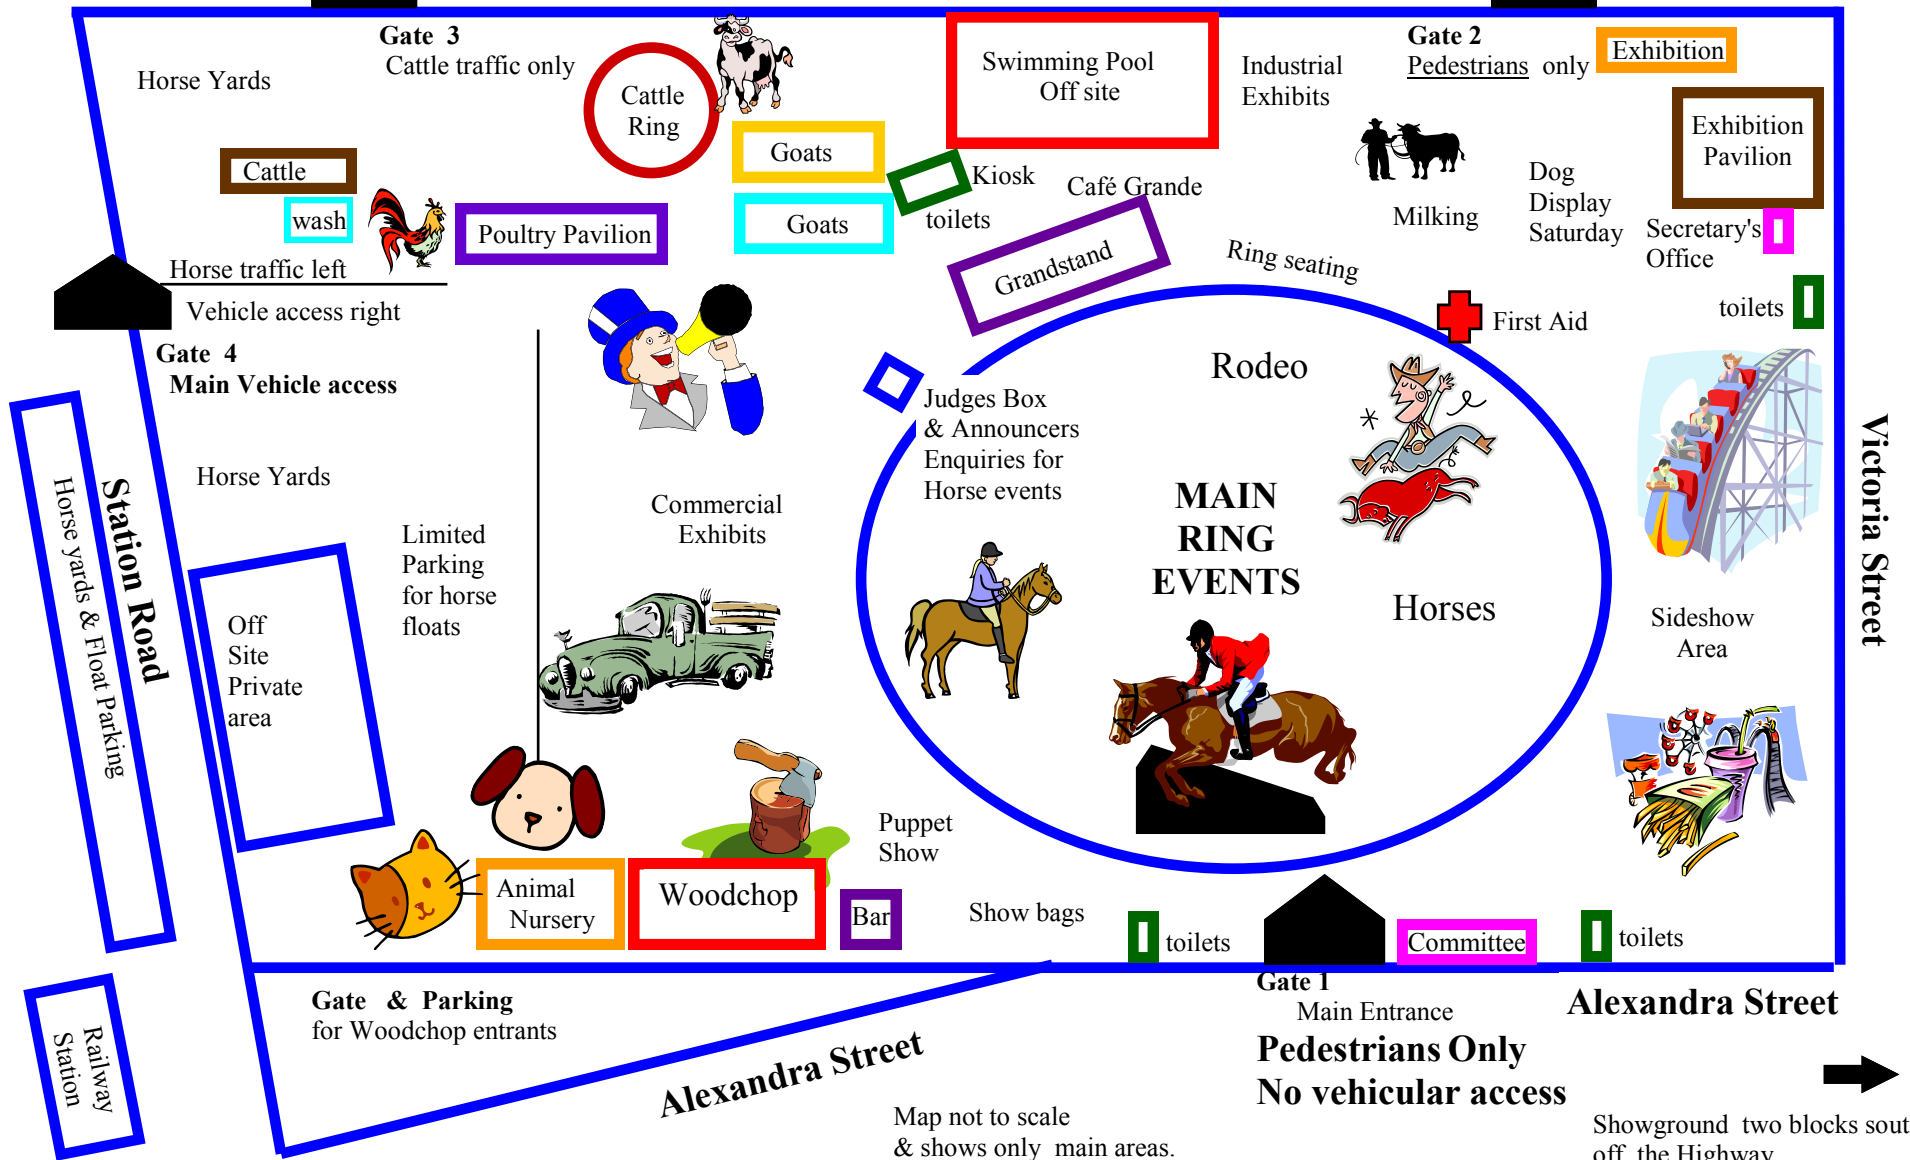 Gate 3
Cattle traffic only
Horse Yards
Cattle
Ring
Swimming Pool
Off site
Industrial
Exhibits
Gate 2
Pedestrians only
Exhibition
Exhibition
Pavilion
Goats
Cattle
Kiosk
Café Grande
Dog
Display
Saturday
wash
Poultry Pavilion
Goats
toilets
Milking
Secretary's
Office
Grandstand
Ring seating
Horse traffic left
Vehicle access right
toilets
First Aid
Gate 4
Main Vehicle access
Rodeo
Judges Box
& Announcers
Enquiries for
Horse events
Victoria Street
Station Road
Horse yards & Float Parking
Horse Yards
Commercial
Exhibits
Limited
Parking
for horse
floats
MAIN
RING
EVENTS
Horses
Off
Site
Private
area
Sideshow
Area
Puppet
Show
Animal
Nursery
Woodchop
Bar
Show bags
toilets
Committee
toilets
Gate & Parking
for Woodchop entrants
Gate 1
Main Entrance
Pedestrians Only
No vehicular access
Alexandra Street
Alexandra Street
Railway
Station
Map not to scale
& shows only main areas.
Showground two blocks sout
off the Highway